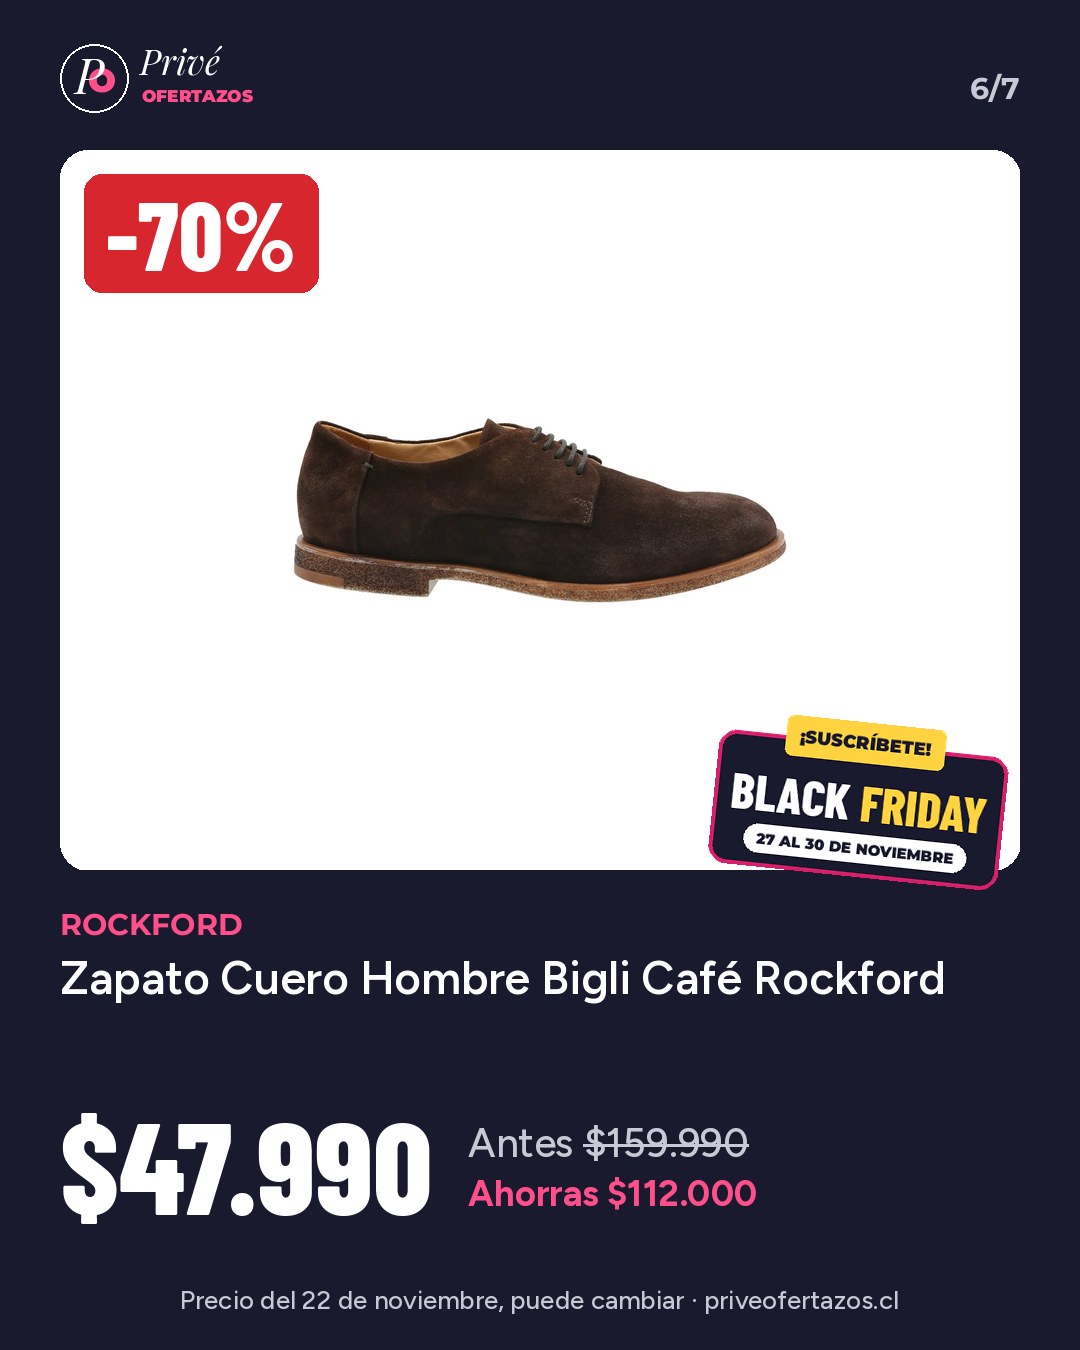 Privé
OFERTAZOS
6/7
-70%
¡SUSCRÍBETE!
BLACK FRIDAY
27 AL 30 DE NOVIEMBRE
ROCKFORD
Zapato Cuero Hombre Bigli Café Rockford
$47.990
Antes $159.990
Ahorras $112.000
Precio del 22 de noviembre, puede cambiar · priveofertazos.cl